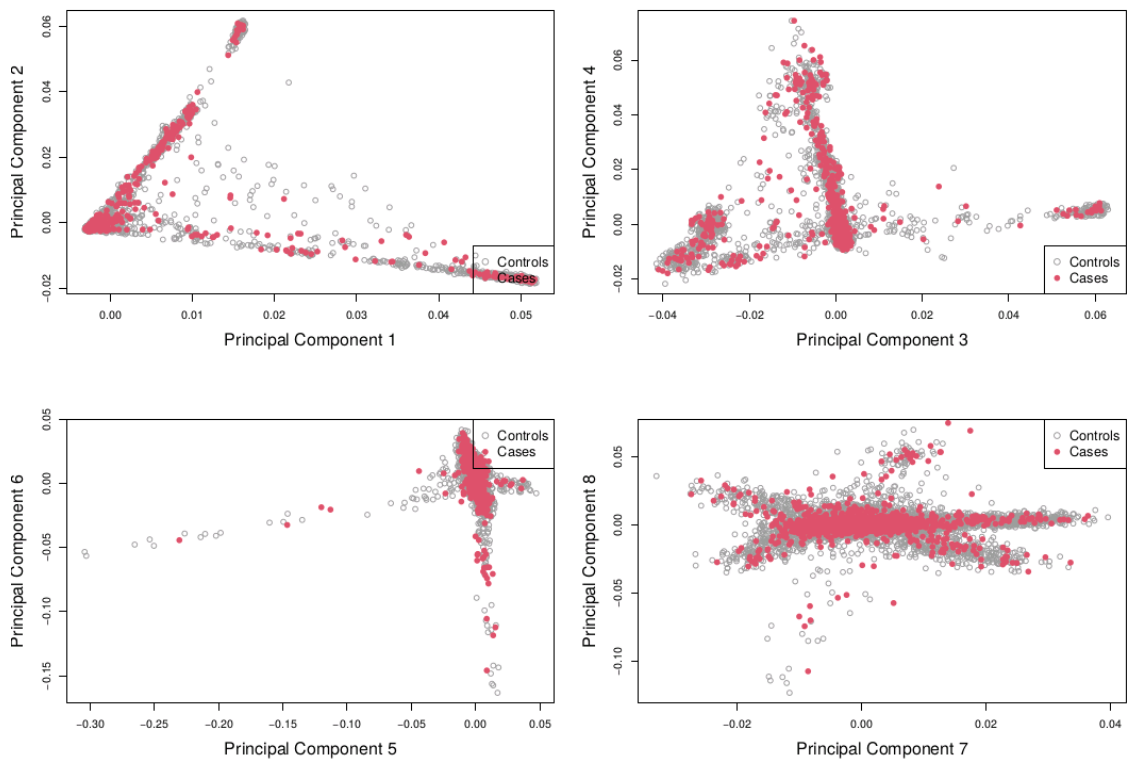 Principal Component 2
0.06
0.04
0.02
0.00
−0.02
Controls
Cases
0.00 0.01 0.02 0.03 0.04 0.05
Principal Component 1
Principal Component 4
0.06
0.04
0.02
0.00
−0.02
Controls
Cases
−0.04 −0.02 0.00 0.02 0.04 0.06
Principal Component 3
Principal Component 6
0.05
0.00
−0.05
−0.10
−0.15
Controls
Cases
−0.30 −0.25 −0.20 −0.15 −0.10 −0.05 0.00 0.05
Principal Component 5
Principal Component 8
0.05
0.00
−0.05
−0.10
Controls
Cases
−0.02 0.00 0.02 0.04
Principal Component 7